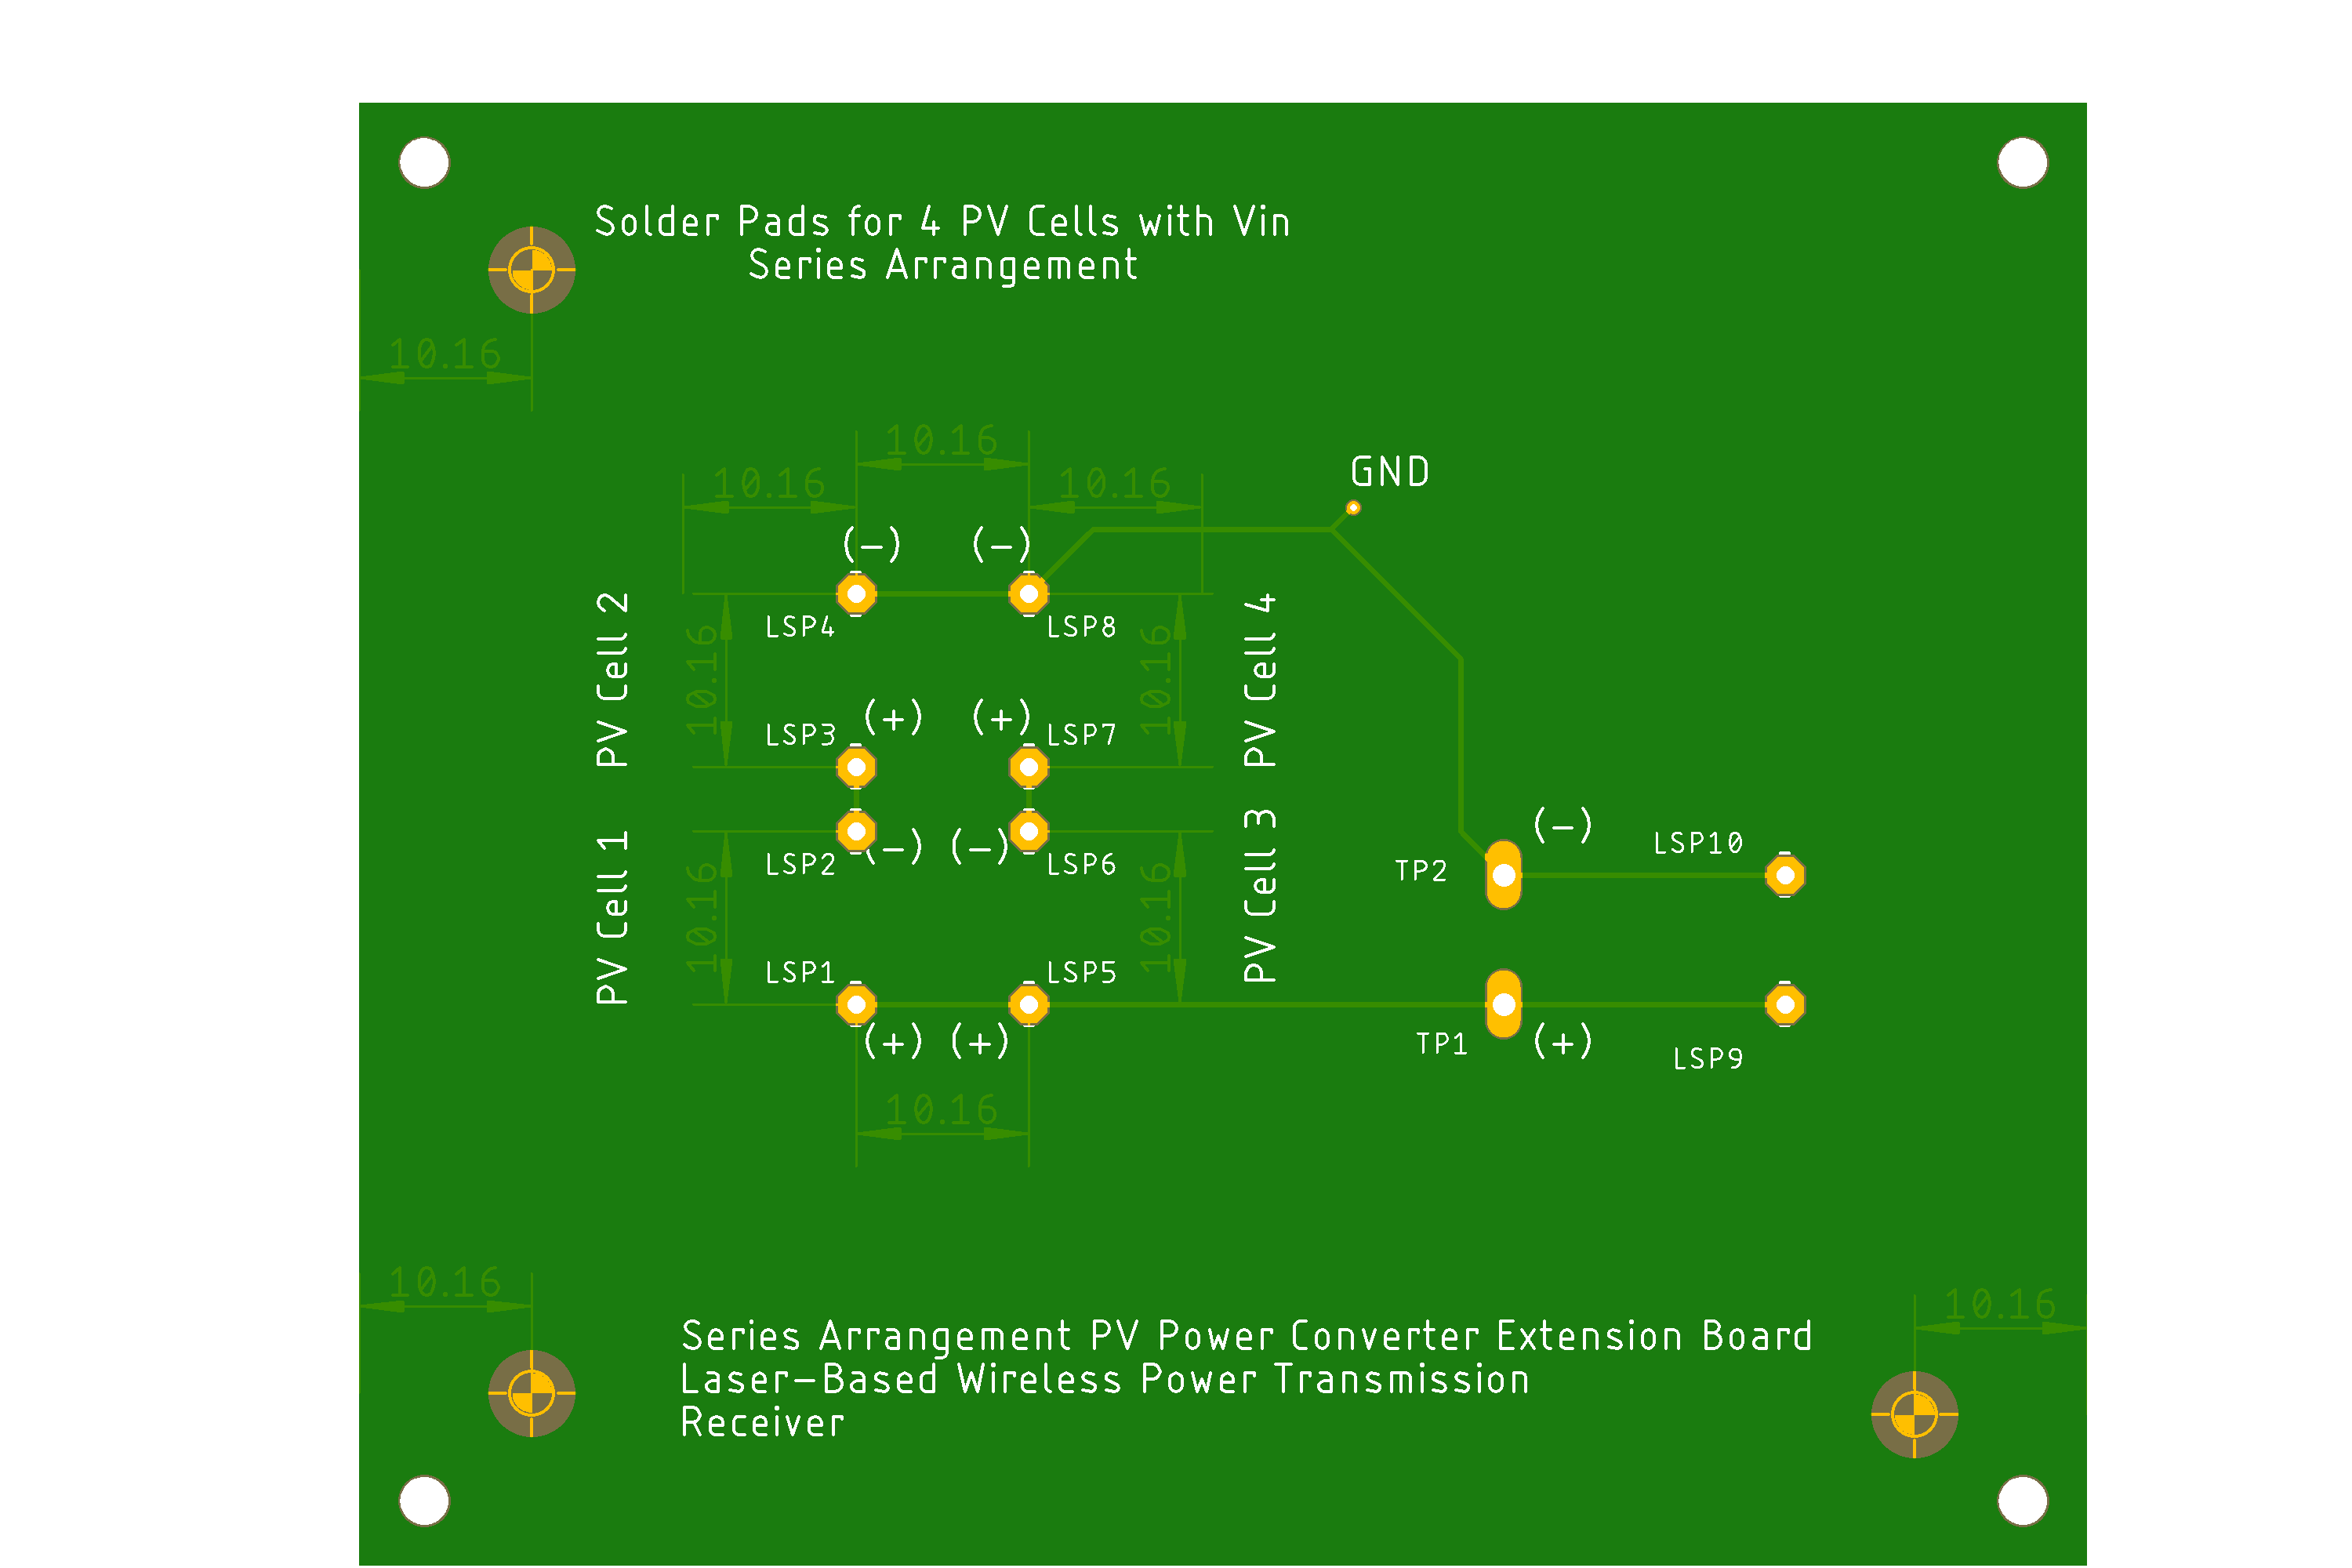 Solder Pads for 4 PV Cells with Vin
Series Arrangement
10.16
10.16
10.16
10.16
GND
(-) (-)
LSP4
LSP8
PV Cell 2
PV Cell 4
10.16
10.16
(+) (+)
LSP3
LSP7
LSP2
(-) (-)
LSP6
PV Cell 1
PV Cell 3
10.16
10.16
(-)
LSP10
TP2
LSP1
LSP5
(+) (+)
TP1
(+)
LSP9
10.16
10.16
10.16
Series Arrangement PV Power Converter Extension Board
Laser-Based Wireless Power Transmission
Receiver